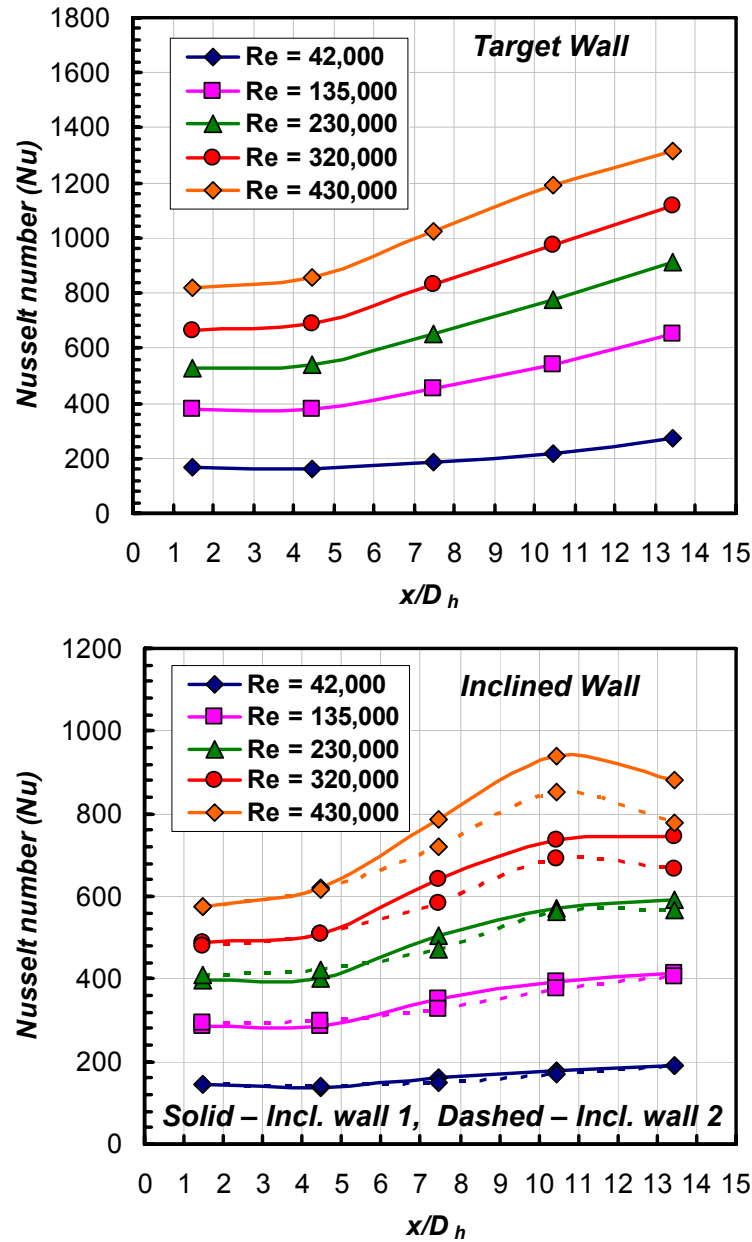 1800
1600
1400
1200
1000
800
600
400
200
0
Nusselt number (Nu)
Target Wall
Re = 42,000
Re = 135,000
Re = 230,000
Re = 320,000
Re = 430,000
0 1 2 3 4 5 6 7 8 9 10 11 12 13 14 15
x/D h
1200
1000
800
600
400
200
0
Nusselt number (Nu)
Inclined Wall
Re = 42,000
Re = 135,000
Re = 230,000
Re = 320,000
Re = 430,000
Solid – Incl. wall 1, Dashed – Incl. wall 2
0 1 2 3 4 5 6 7 8 9 10 11 12 13 14 15
x/D h